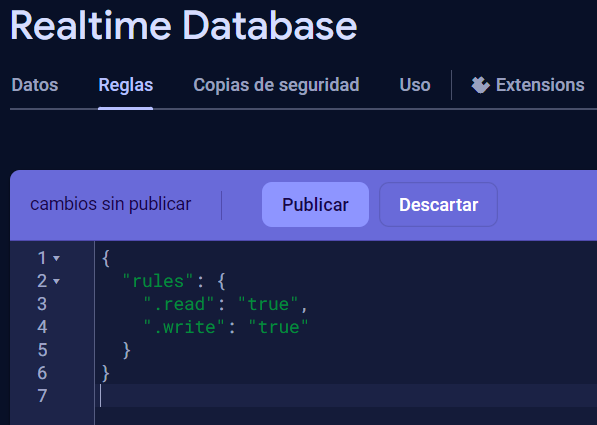 Realtime Database
Datos Reglas Copias de seguridad Uso Extensions
cambios sin publicar Publicar Descartar
1 {
2 "rules": {
3 ".read": "true",
4 ".write": "true"
5 }
6 }
7